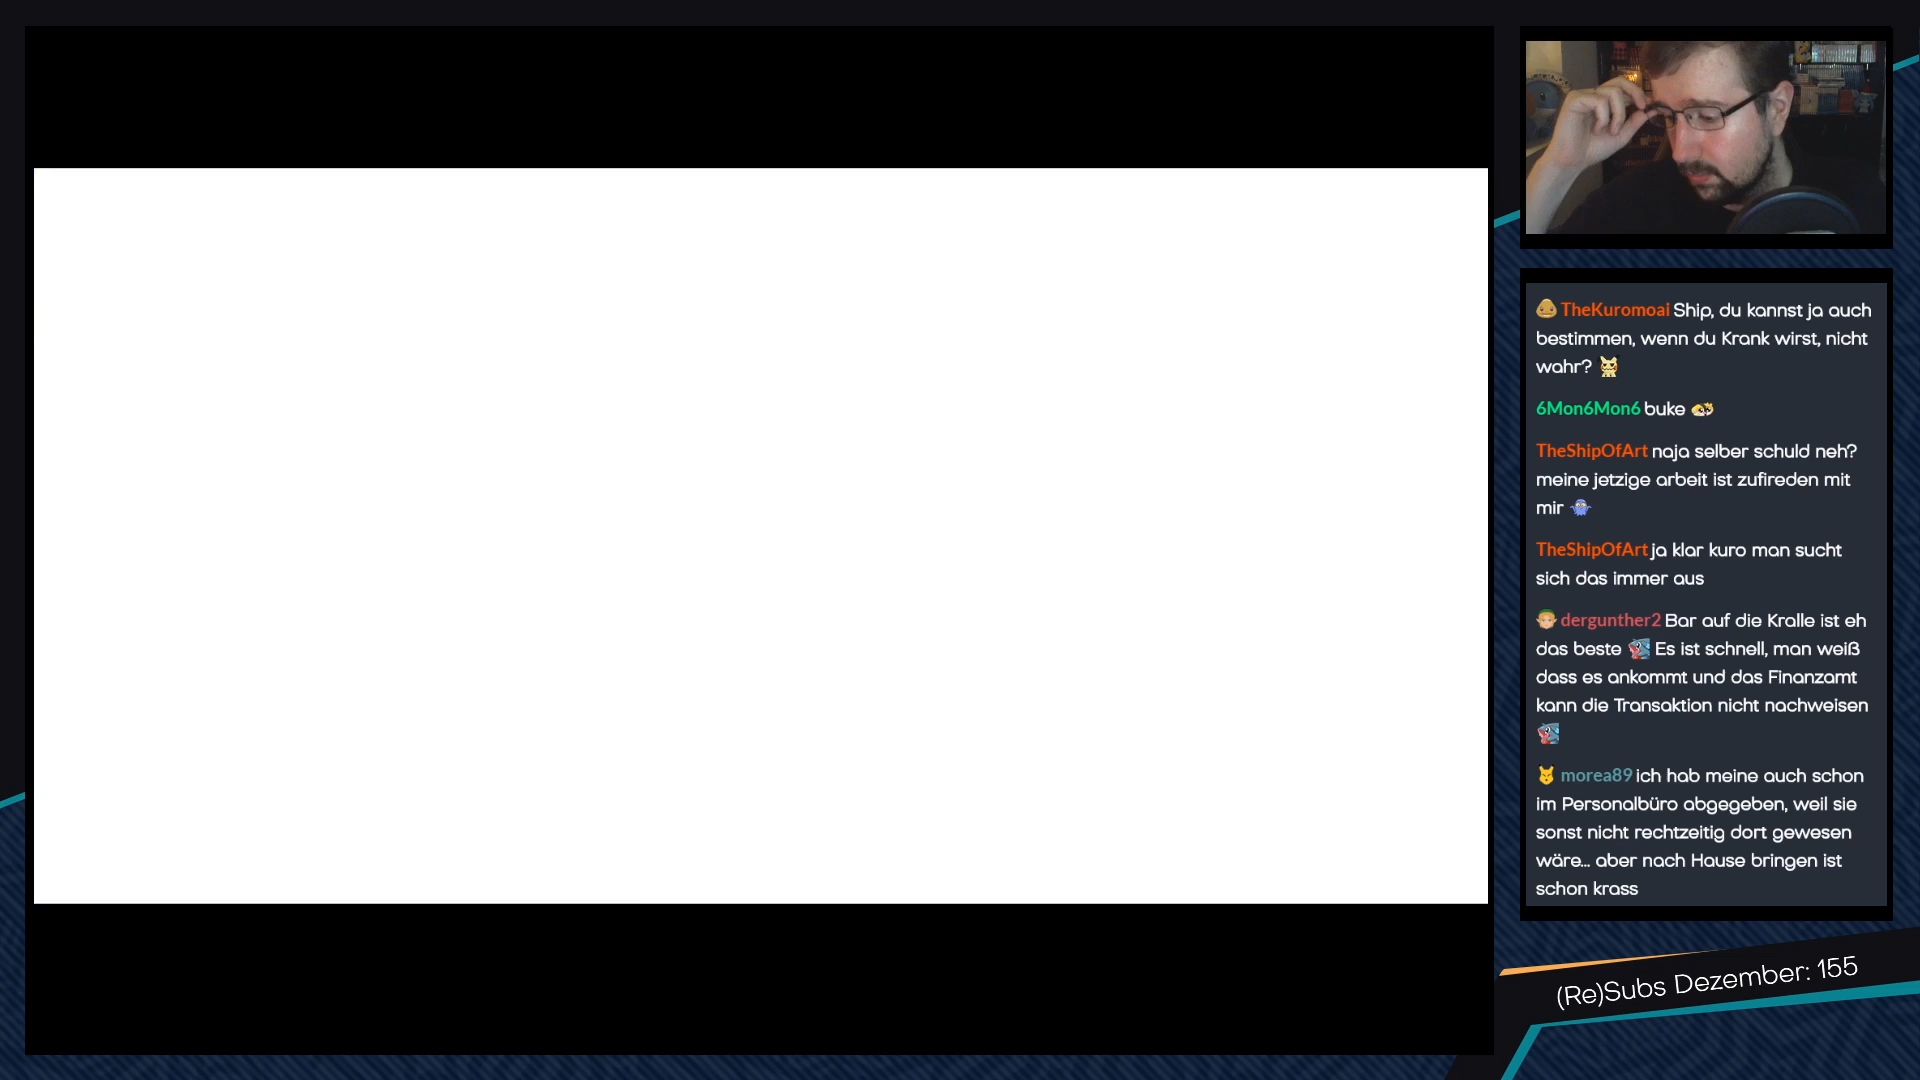 TheKuromoai Ship, du kannst ja auch
bestimmen, wenn du Krank wirst, nicht
wahr?
6Mon6Mon6 buke
TheShipOfArt naja selber schuld neh?
meine jetzige arbeit ist zufireden mit
mir
TheShipOfArt ja klar kuro man sucht
sich das immer aus
dergunther2 Bar auf die Kralle ist eh
das beste Es ist schnell, man weiß
dass es ankommt und das Finanzamt
kann die Transaktion nicht nachweisen
morea89 ich hab meine auch schon
im Personalbüro abgegeben, weil sie
sonst nicht rechtzeitig dort gewesen
wäre... aber nach Hause bringen ist
schon krass
(Re)Subs Dezember: 155